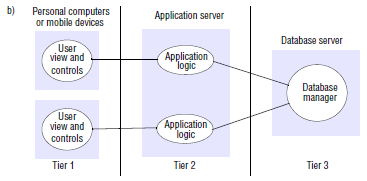 b)
Personal computers
or mobile devices
Application server
Database server
User
view and
controls
Application
logic
Database
manager
User
view and
controls
Application
logic
Tier 1
Tier 2
Tier 3